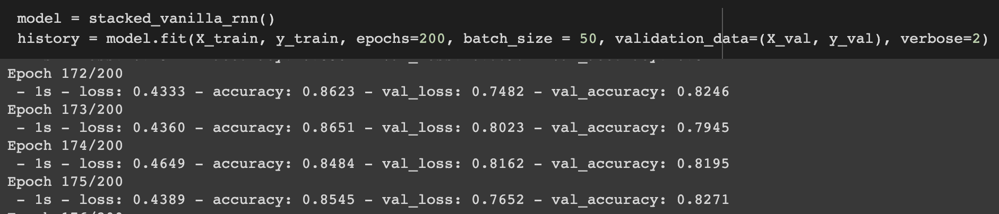 model = stacked_vanilla_rnn()
history = model.fit(X_train, y_train, epochs=200, batch_size = 50, validation_data=(X_val, y_val), verbose=2)
Epoch 172/200
- 1s - loss: 0.4333 - accuracy: 0.8623 - val_loss: 0.7482 - val_accuracy: 0.8246
Epoch 173/200
- 1s - loss: 0.4360 - accuracy: 0.8651 - val_loss: 0.8023 - val_accuracy: 0.7945
Epoch 174/200
- 1s - loss: 0.4649 - accuracy: 0.8484 - val_loss: 0.8162 - val_accuracy: 0.8195
Epoch 175/200
- 1s - loss: 0.4389 - accuracy: 0.8545 - val_loss: 0.7652 - val_accuracy: 0.8271